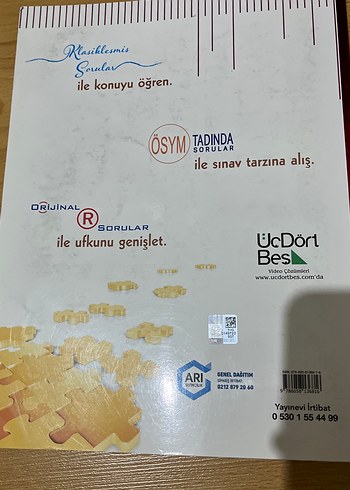 Klasikleşmiş
Sorular
ile konuyu öğren.
ÖSYM
TADINDA
SORULAR
ile sınav tarzına alış.
ORİJİNAL
R
SORULAR
ile ufkunu genişlet.
ÜçDört
Beş
Video Çözümleri
www.ucdortbes.com'da
ARI
GENEL DAĞITIM
0212 879 20 60
Yayınevi İrtibat
0 530 1 55 44 99